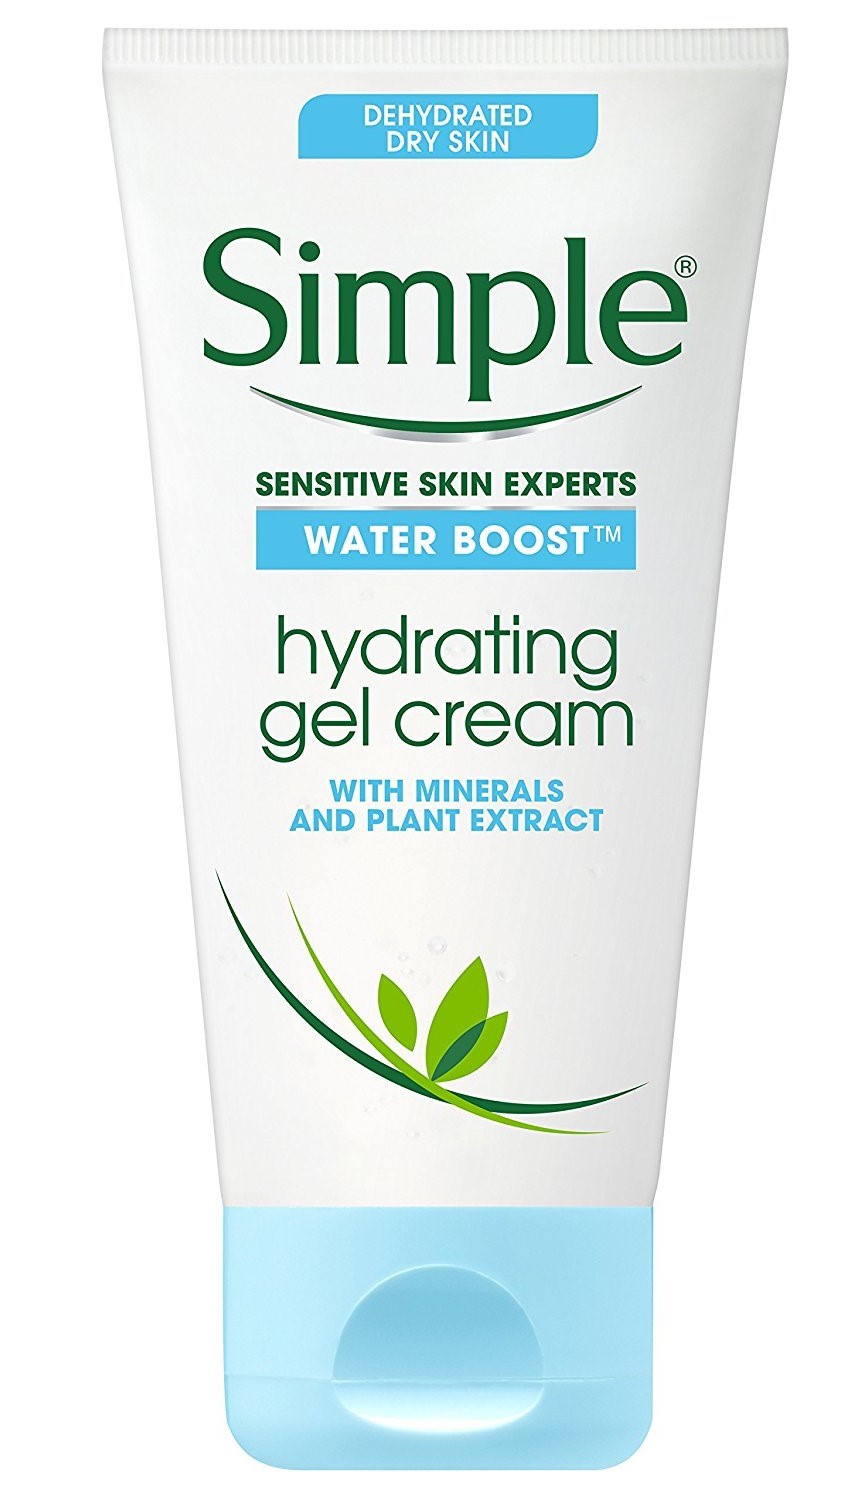 DEHYDRATED
DRY SKIN
Simple®
SENSITIVE SKIN EXPERTS
WATER BOOST™
hydrating
gel cream
WITH MINERALS
AND PLANT EXTRACT